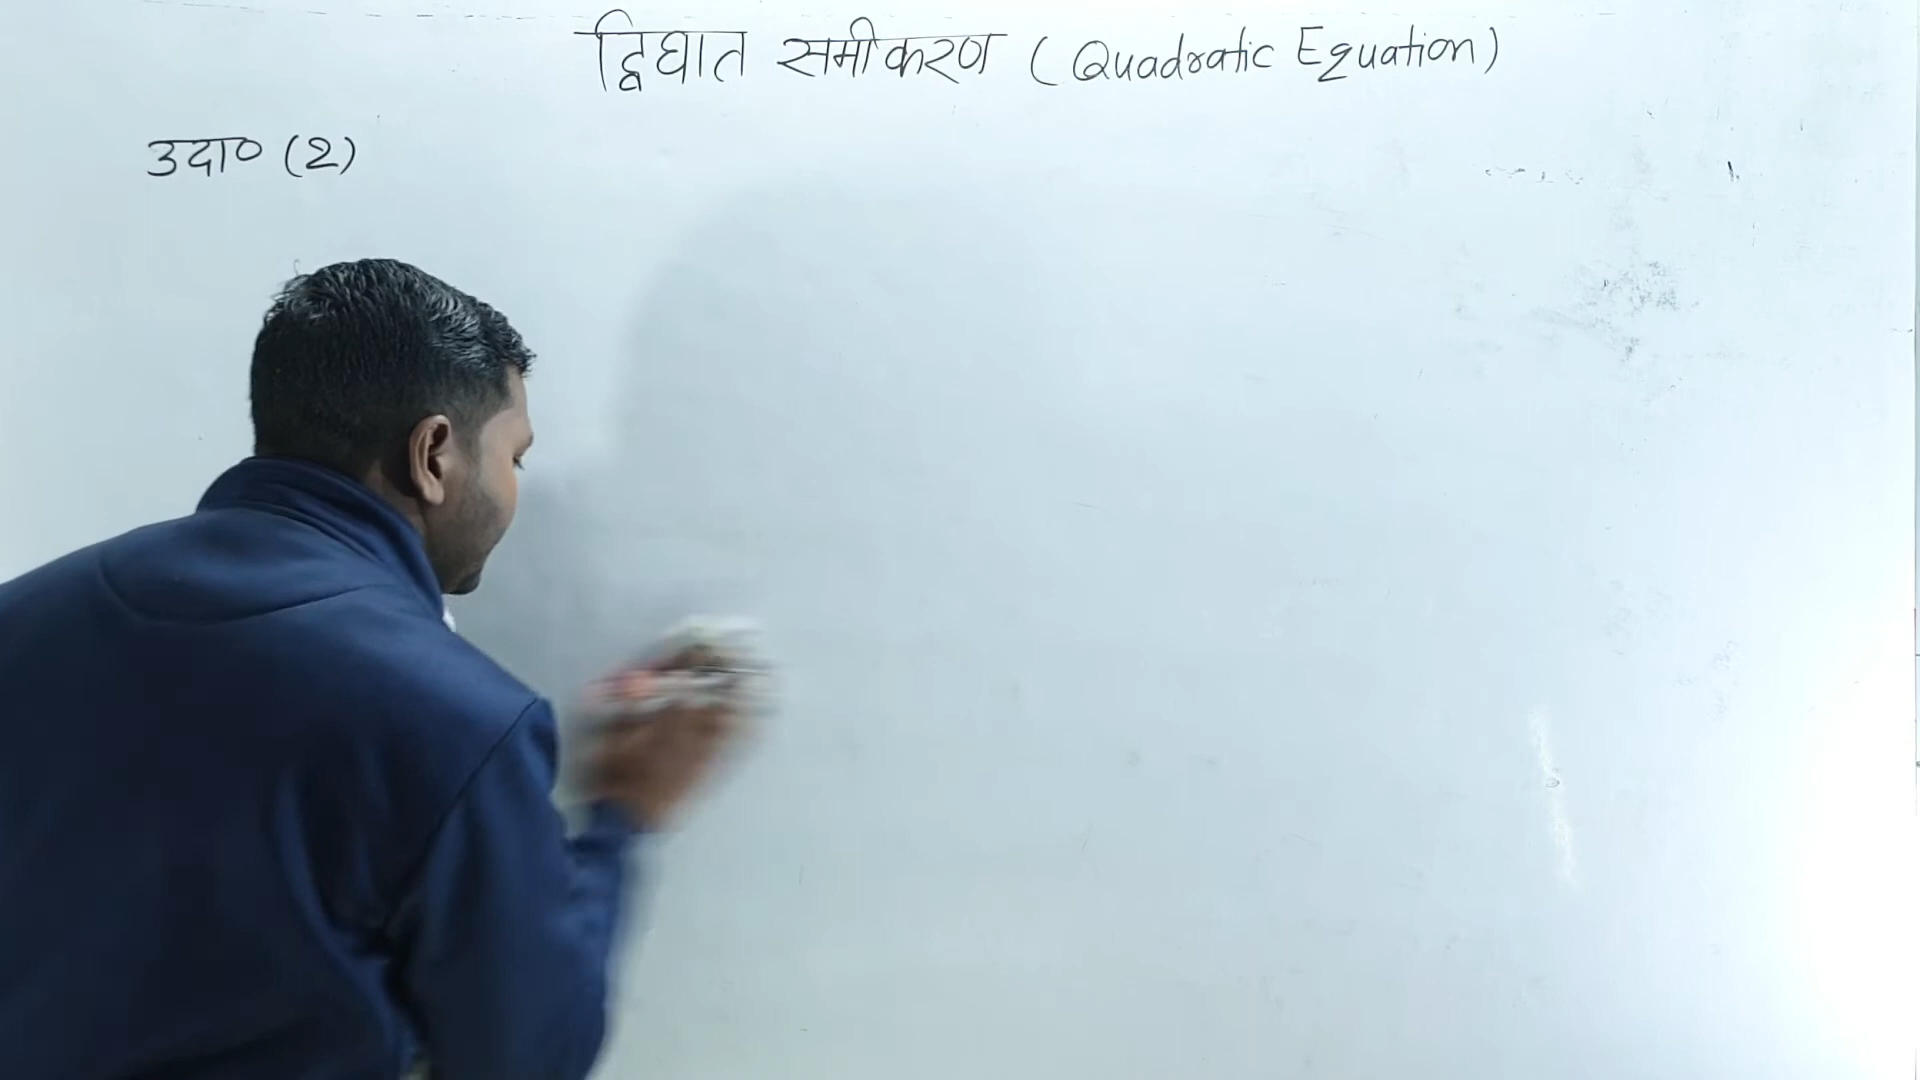 द्विघात समीकरण ( Quadratic Equation )
उदा० (2)